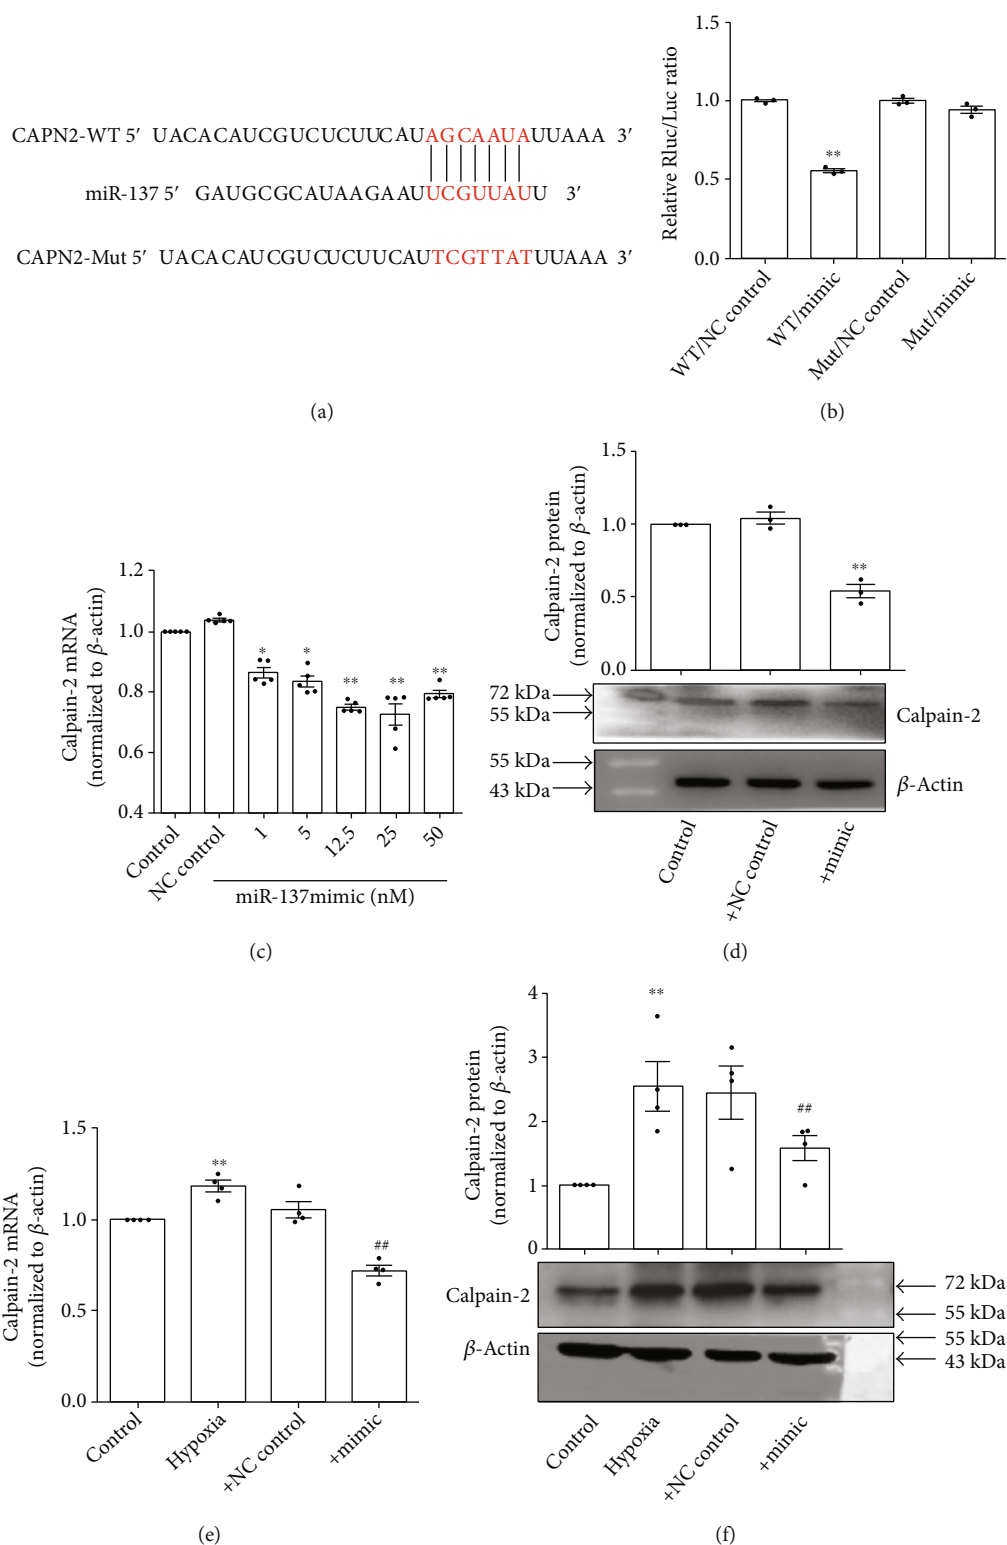 CAPN2-WT 5′ UACACAUCGUCUCUUCAUAGCAAUAUUAAA 3′
miR-137 5′ GAUGCGCAUAAGAAUUCGUUAUU 3′
CAPN2-Mut 5′ UACACAUCGUCUCUUCAUTCGTTATUUAAA 3′
(a)
Relative Rluc/Luc ratio
1.5
1.0
0.5
0.0
**
WT/NC control
WT/mimic
Mut/NC control
Mut/mimic
(b)
Calpain-2 mRNA
(normalized to β-actin)
1.2
1.0
0.8
0.6
0.4
* * ** ** **
Control
NC control
1
5
12.5
25
50
miR-137mimic (nM)
(c)
Calpain-2 protein
(normalized to β-actin)
1.5
1.0
0.5
0.0
**
72 kDa
55 kDa
Calpain-2
55 kDa
43 kDa
β-Actin
Control
+NC control
+mimic
(d)
Calpain-2 mRNA
(normalized to β-actin)
1.5
1.0
0.5
0.0
**
##
Control
Hypoxia
+NC control
+mimic
(e)
Calpain-2 protein
(normalized to β-actin)
4
3
2
1
0
**
##
Calpain-2
72 kDa
55 kDa
β-Actin
55 kDa
43 kDa
Control
Hypoxia
+NC control
+mimic
(f)